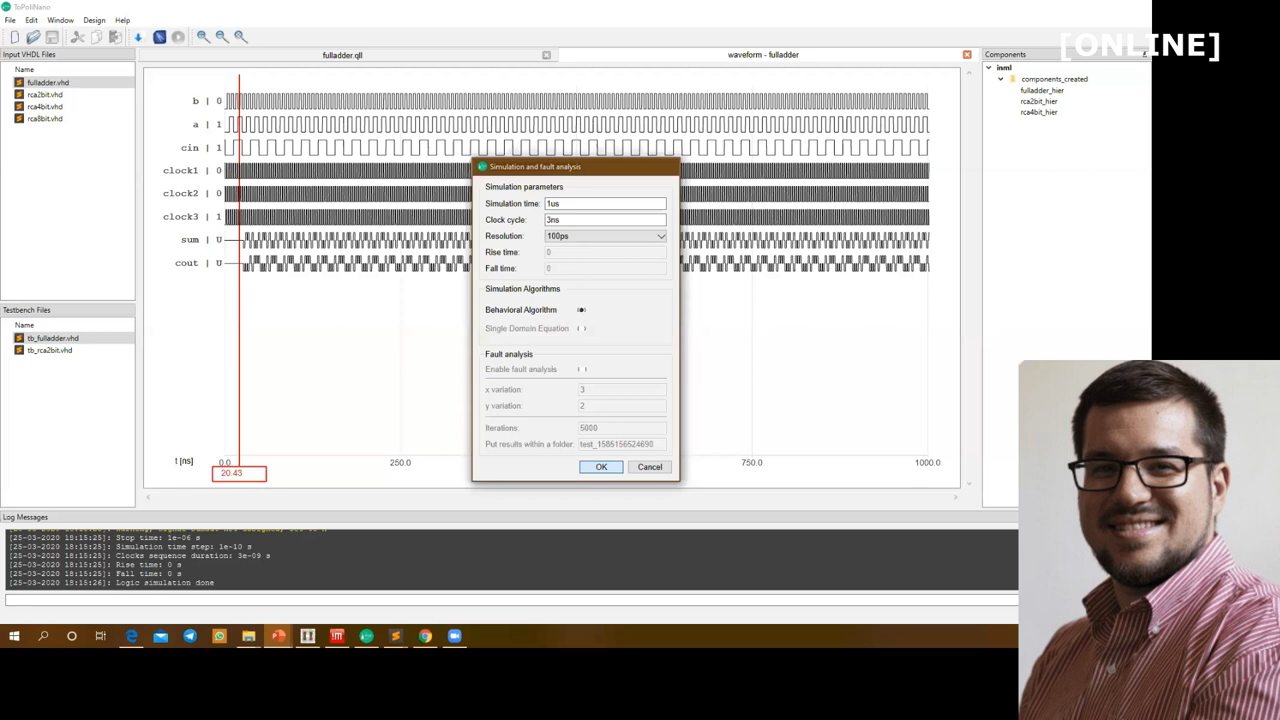 ToPoliNano
[ONLINE]
File Edit Window Design Help
Input VHDL Files
fulladder.qll
waveform - fulladder
Components
Name
fulladder.vhd
rca2bit.vhd
rca4bit.vhd
rca8bit.vhd
inml
components_created
fulladder_hier
rca2bit_hier
rca4bit_hier
b | 0
a | 1
cin | 1
clock1 | 0
clock2 | 0
clock3 | 1
sum | U
cout | U
Simulation and fault analysis
Simulation parameters
Simulation time: 1us
Clock cycle: 3ns
Resolution: 100ps
Rise time: 0
Fall time: 0
Simulation Algorithms
Behavioral Algorithm
Single Domain Equation
Fault analysis
Enable fault analysis
x variation: 3
y variation: 2
Iterations: 5000
Put results within a folder: test_1585156524690
OK Cancel
Testbench Files
Name
tb_fulladder.vhd
tb_rca2bit.vhd
t [ns] 0.0 250.0 750.0 1000.0
20.43
Log Messages
[25-03-2020 18:15:25] Stop time: 1e-06 s
[25-03-2020 18:15:25] Simulation time step: 1e-10 s
[25-03-2020 18:15:25] Clocks sequence duration: 3e-09 s
[25-03-2020 18:15:25] Rise time: 0 s
[25-03-2020 18:15:25] Fall time: 0 s
[25-03-2020 18:15:26] Logic simulation done